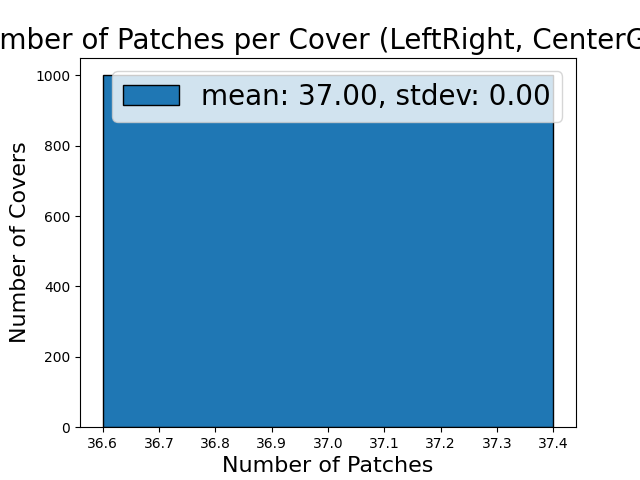 of Patches per Cover (LeftRight,
mean: 37.00, stdev: 0.00
1000
800
600
400
200
0
Number of Covers
36.6 36.7 36.8 36.9 37.0 37.1 37.2 37.3 37.4
Number of Patches